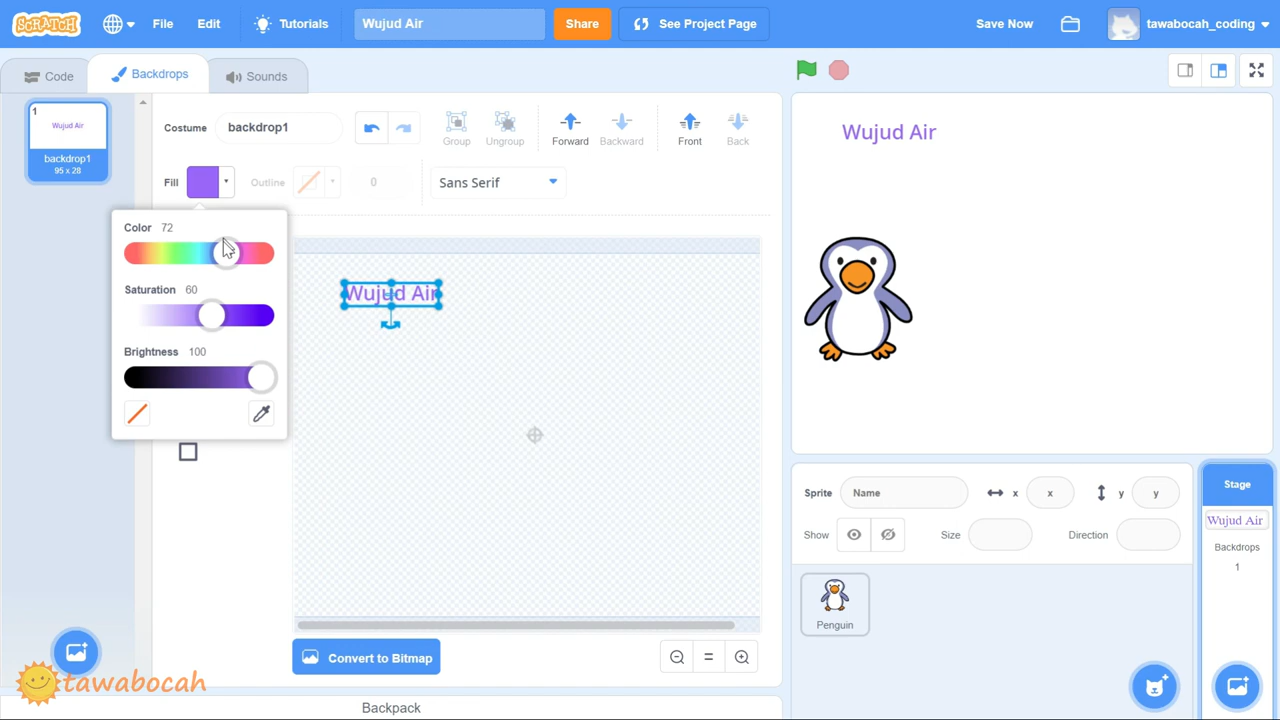 SCRATCH
File
Edit
Tutorials
Wujud Air
Share
See Project Page
Save Now
tawabocah_coding
Code
Backdrops
Sounds
1
Wujud Air
backdrop1
95 x 28
Costume
backdrop1
Group
Ungroup
Forward
Backward
Front
Back
Fill
Outline
0
Sans Serif
Color 72
Saturation 60
Brightness 100
Wujud Air
Convert to Bitmap
Backpack
tawabocah
Wujud Air
Sprite
Name
x
x
y
y
Show
Size
Direction
Penguin
Stage
Wujud Air
Backdrops
1